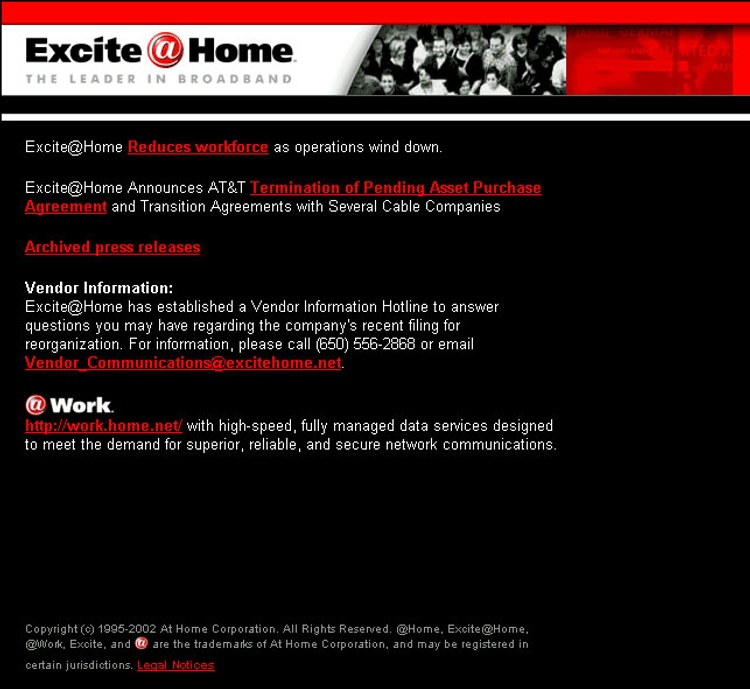 JAPAN GERMAN
UNITED K
AUS
Excite@Home
THE LEADER IN BROADBAND
Excite@Home Reduces workforce as operations wind down.
Excite@Home Announces AT&T Termination of Pending Asset Purchase
Agreement and Transition Agreements with Several Cable Companies
Archived press releases
Vendor Information:
Excite@Home has established a Vendor Information Hotline to answer
questions you may have regarding the company's recent filing for
reorganization. For information, please call (650) 556-2868 or email
Vendor_Communications@excitehome.net.
@Work.
http://work.home.net/ with high-speed, fully managed data services designed
to meet the demand for superior, reliable, and secure network communications.
Copyright (c) 1995-2002 At Home Corporation. All Rights Reserved. @Home, Excite@Home,
@Work, Excite, and @ are the trademarks of At Home Corporation, and may be registered in
certain jurisdictions. Legal Notices